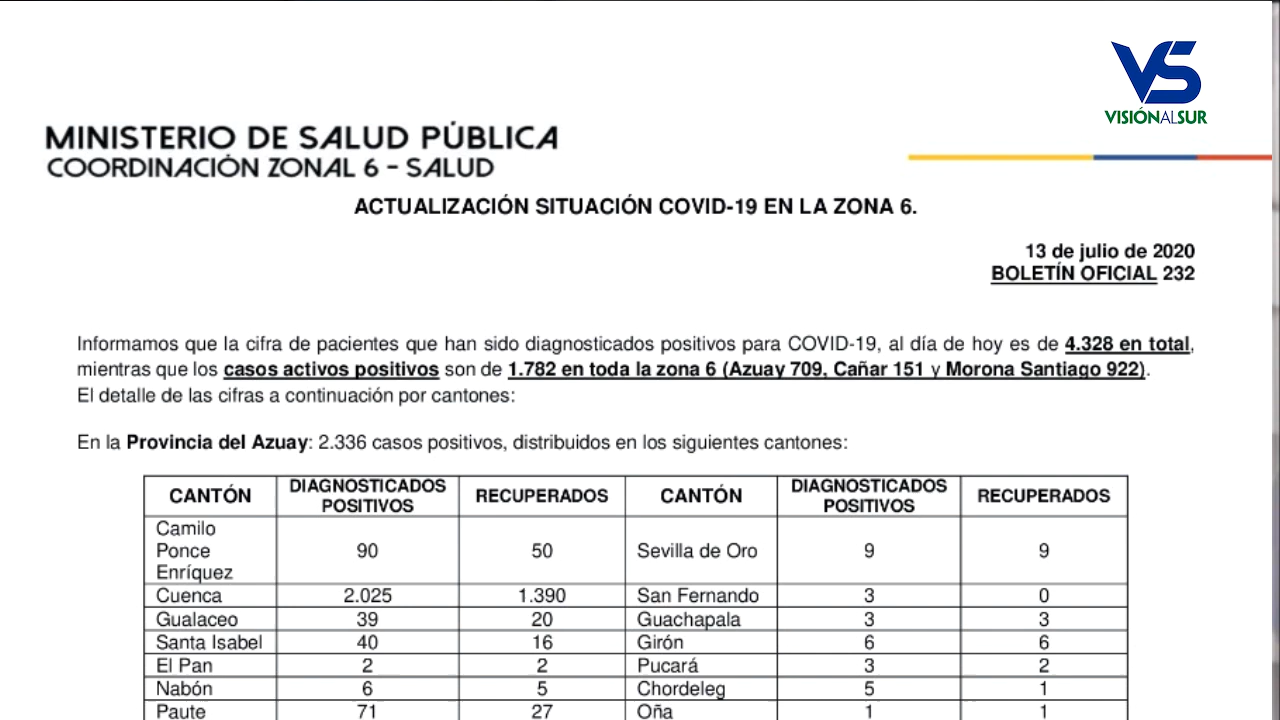 VS
VISIÓNALSUR
MINISTERIO DE SALUD PÚBLICA
COORDINACIÓN ZONAL 6 - SALUD
ACTUALIZACIÓN SITUACIÓN COVID-19 EN LA ZONA 6.
13 de julio de 2020
BOLETÍN OFICIAL 232
Informamos que la cifra de pacientes que han sido diagnosticados positivos para COVID-19, al día de hoy es de 4.328 en total,
mientras que los casos activos positivos son de 1.782 en toda la zona 6 (Azuay 709, Cañar 151 y Morona Santiago 922).
El detalle de las cifras a continuación por cantones:
En la Provincia del Azuay: 2.336 casos positivos, distribuidos en los siguientes cantones:
CANTÓN DIAGNOSTICADOS POSITIVOS RECUPERADOS CANTÓN DIAGNOSTICADOS POSITIVOS RECUPERADOS
Camilo Ponce Enríquez 90 50 Sevilla de Oro 9 9
Cuenca 2.025 1.390 San Fernando 3 0
Gualaceo 39 20 Guachapala 3 3
Santa Isabel 40 16 Girón 6 6
El Pan 2 2 Pucará 3 2
Nabón 6 5 Chordeleg 5 1
Paute 71 27 Oña 1 1